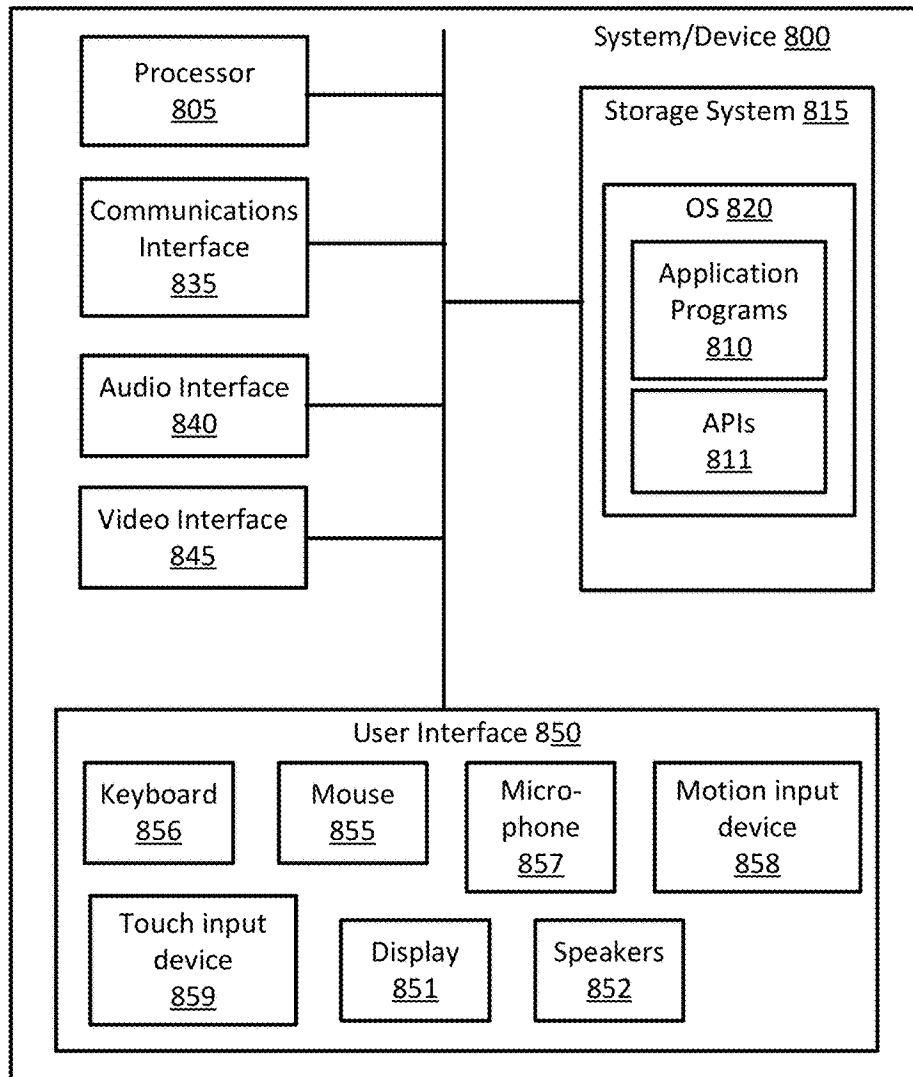 System/Device 800
Processor
805
Storage System 815
Communications
Interface
835
OS 820
Application
Programs
810
Audio Interface
840
APIs
811
Video Interface
845
User Interface 850
Keyboard
856
Mouse
855
Micro-
phone
857
Motion input
device
858
Touch input
device
859
Display
851
Speakers
852